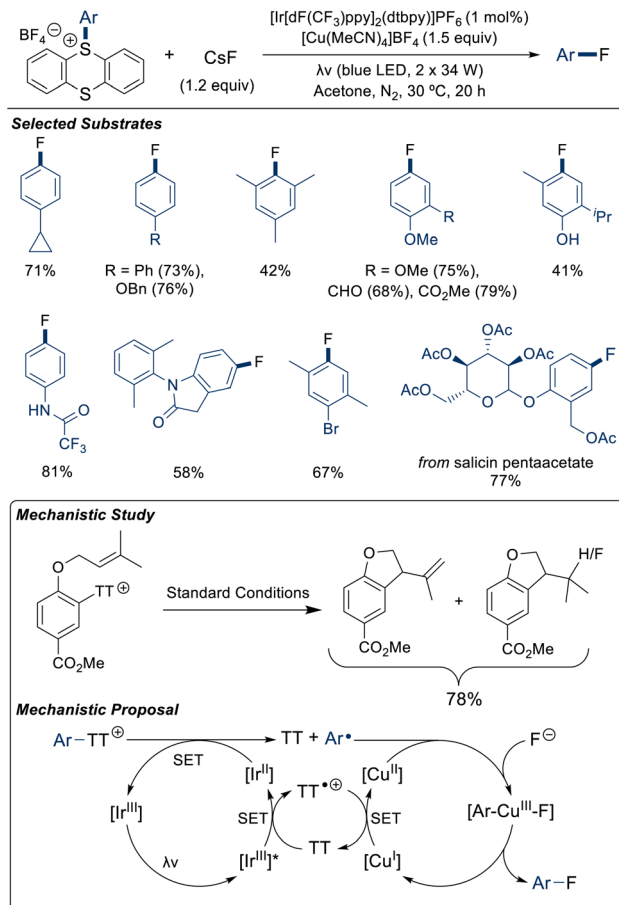 Ar
BF₄⊖
S
⊕
S
+
CsF
(1.2 equiv)
[Ir[dF(CF₃)ppy]₂(dtbpy)]PF₆ (1 mol%)
[Cu(MeCN)₄]BF₄ (1.5 equiv)
λν (blue LED, 2 x 34 W)
Acetone, N₂, 30 ºC, 20 h
Ar–F
Selected Substrates
F
71%
F
R
R = Ph (73%),
OBn (76%)
F
42%
F
R
OMe
R = OMe (75%),
CHO (68%), CO₂Me (79%)
F
ⁱPr
OH
41%
F
HN
O
CF₃
81%
F
N
O
58%
F
Br
67%
OAc
AcO
OAc
AcO
O
O
F
OAc
from salicin pentaacetate
77%
Mechanistic Study
O
TT⊕
CO₂Me
Standard Conditions
O
CO₂Me
+
O
H/F
CO₂Me
78%
Mechanistic Proposal
Ar–TT⊕
TT + Ar•
F⊖
SET
[Irᴵᴵ]
[Cuᴵᴵ]
TT•⊕
[Irᴵᴵᴵ]
SET
SET
[Ar-Cuᴵᴵᴵ-F]
λν
[Irᴵᴵᴵ]*
TT
[Cuᴵ]
Ar–F